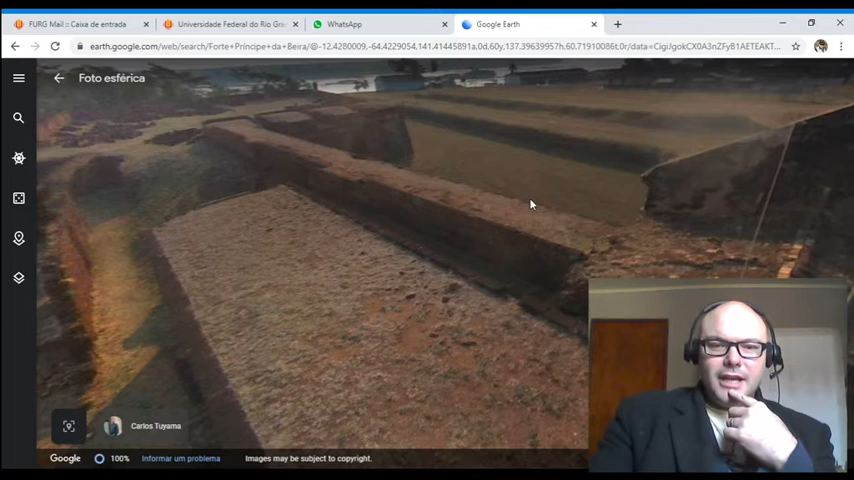 FURG Mail :: Caixa de entrada
Universidade Federal do Rio Gra
WhatsApp
Google Earth
earth.google.com/web/search/Forte+Príncipe+da+Beira/@-12.4280009,-64.4229054,141.41445891a,0d,60y,137.39639957h,60.71910086t,0r/data=
Foto esférica
Carlos Tuyama
Google
100%
Informar um problema
Images may be subject to copyright.